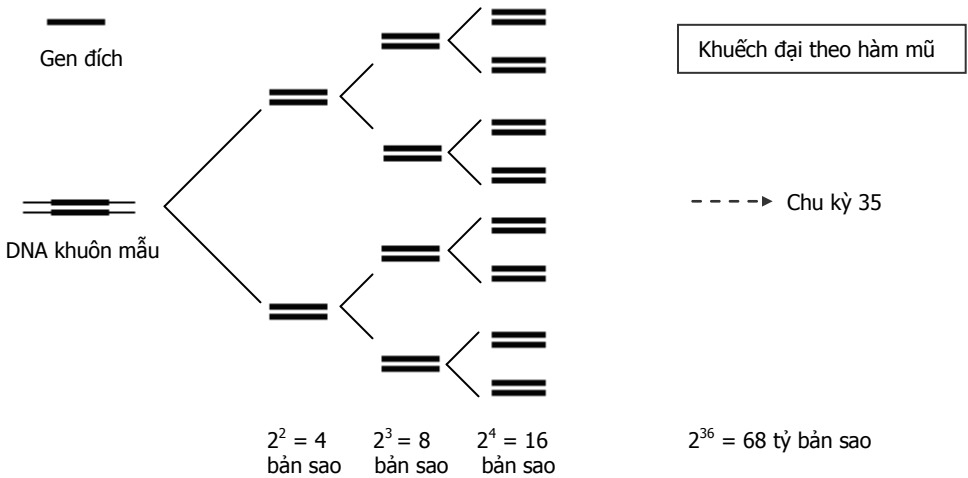 Gen đích
Khuếch đại theo hàm mũ
Chu kỳ 35
DNA khuôn mẫu
2² = 4
bản sao
2³ = 8
bản sao
2⁴ = 16
bản sao
2³⁶ = 68 tỷ bản sao